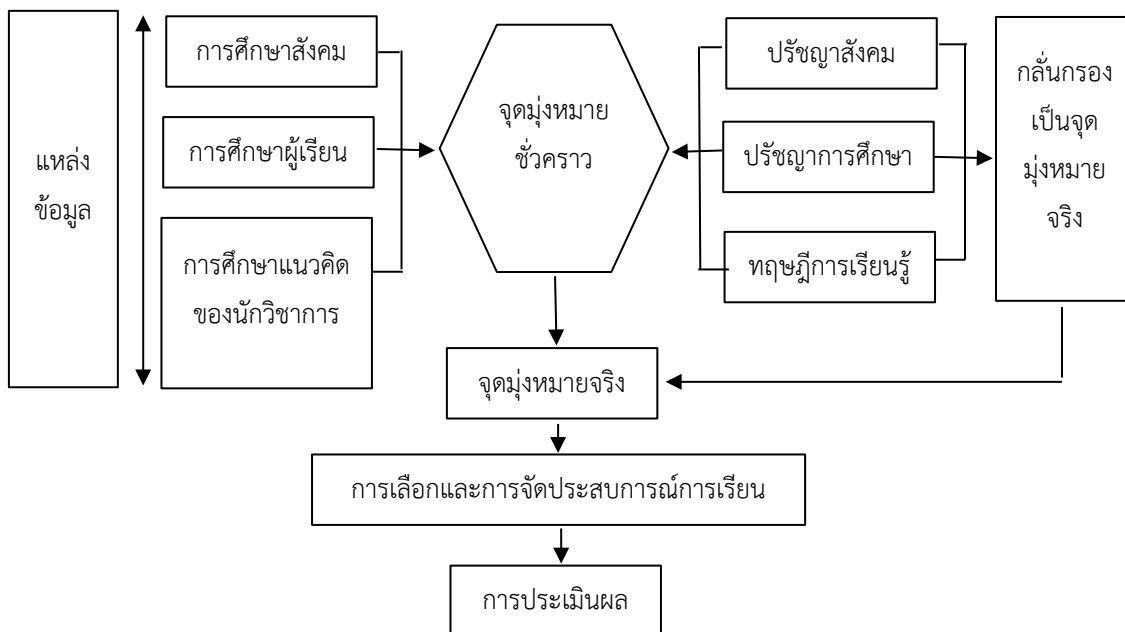 แหล่ง
ข้อมูล
การศึกษาสังคม
การศึกษาผู้เรียน
การศึกษาแนวคิด
ของนักวิชาการ
จุดมุ่งหมาย
ชั่วคราว
ปรัชญาสังคม
ปรัชญาการศึกษา
ทฤษฎีการเรียนรู้
กลั่นกรอง
เป็นจุด
มุ่งหมาย
จริง
จุดมุ่งหมายจริง
การเลือกและการจัดประสบการณ์การเรียน
การประเมินผล